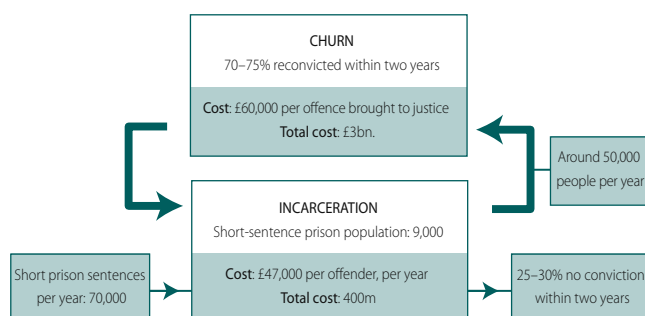 CHURN
70–75% reconvicted within two years
Cost: £60,000 per offence brought to justice
Total cost: £3bn.
Around 50,000
people per year
INCARCERATION
Short-sentence prison population: 9,000
Cost: £47,000 per offender, per year
Total cost: 400m
Short prison sentences
per year: 70,000
25–30% no conviction
within two years